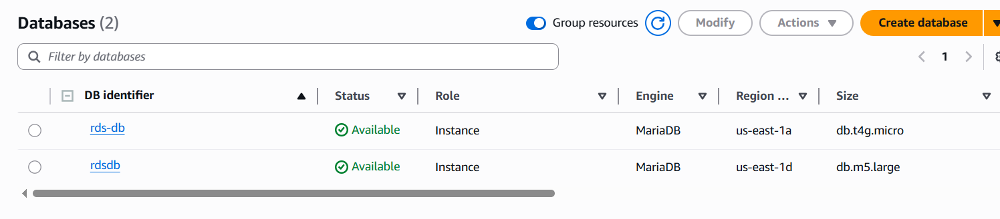 Databases (2)
Group resources
Modify
Actions
Create database
Filter by databases
1
DB identifier Status Role Engine Region ... Size
rds-db Available Instance MariaDB us-east-1a db.t4g.micro
rdsdb Available Instance MariaDB us-east-1d db.m5.large